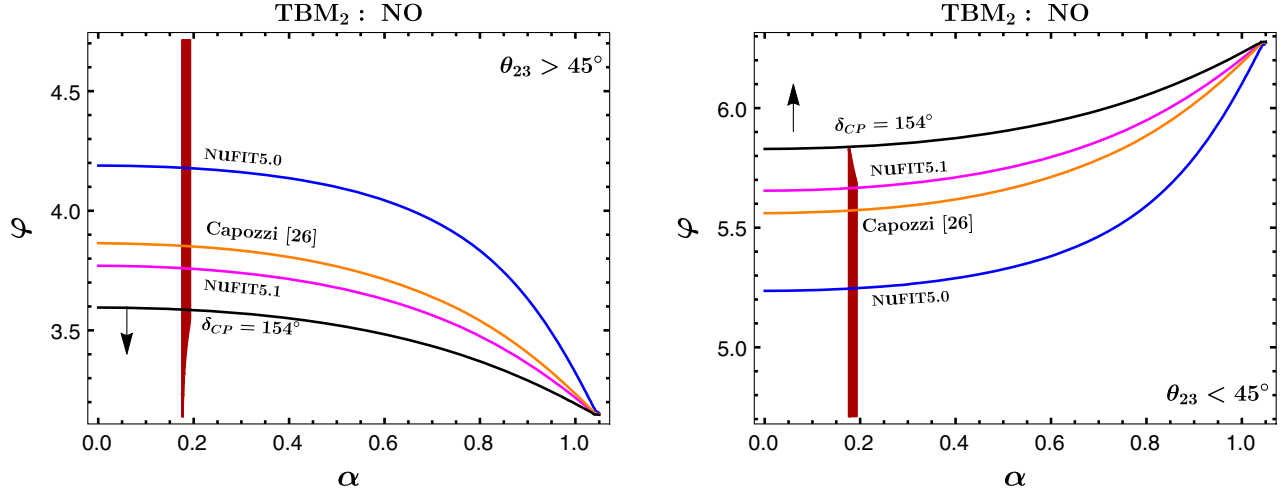 TBM₂ : NO
θ₂₃ > 45°
4.5
NUFIT5.0
4.0
Capozzi [26]
NUFIT5.1
3.5
δ_CP = 154°
φ
0.0 0.2 0.4 0.6 0.8 1.0
α
TBM₂ : NO
6.0
δ_CP = 154°
NUFIT5.1
5.5
Capozzi [26]
NUFIT5.0
5.0
θ₂₃ < 45°
φ
0.0 0.2 0.4 0.6 0.8 1.0
α